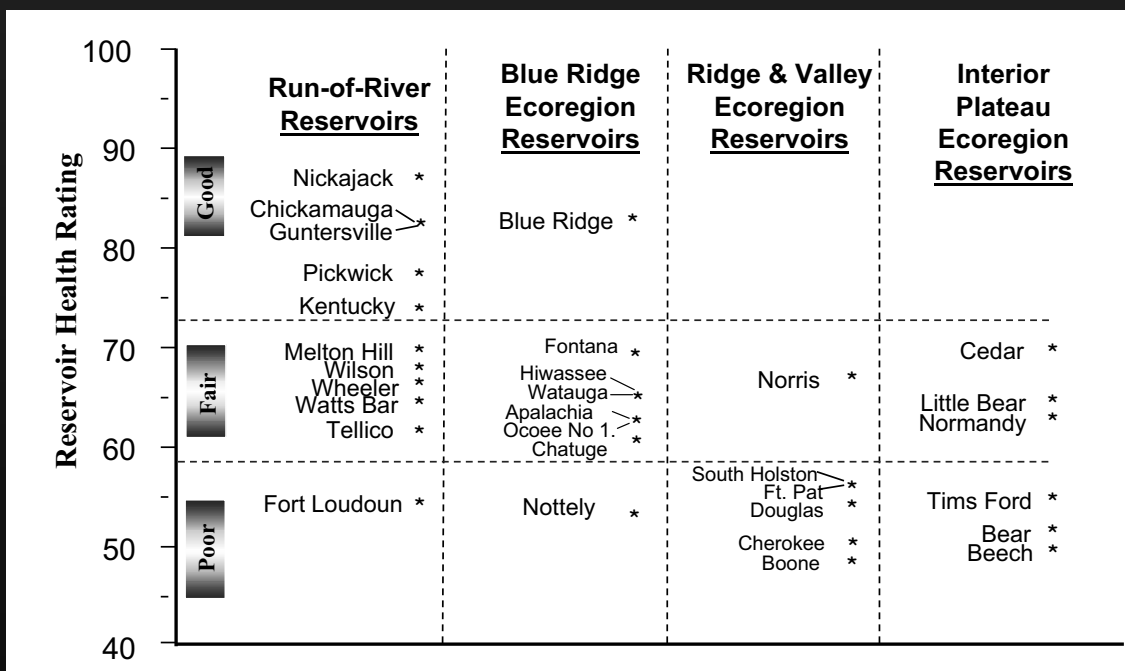 Reservoir Health Rating
100
90
80
70
60
50
40
Good
Fair
Poor
Run-of-River
Reservoirs
Nickajack *
Chickamauga
Guntersville *
Pickwick *
Kentucky *
Melton Hill *
Wilson *
Wheeler *
Watts Bar *
Tellico *
Fort Loudoun *
Blue Ridge
Ecoregion
Reservoirs
Blue Ridge *
Fontana *
Hiwassee
Watauga *
Apalachia
Ocoee No 1. *
Chatuge *
Nottely *
Ridge & Valley
Ecoregion
Reservoirs
Norris *
South Holston
Ft. Pat *
Douglas *
Cherokee *
Boone *
Interior
Plateau
Ecoregion
Reservoirs
Cedar *
Little Bear *
Normandy *
Tims Ford *
Bear *
Beech *